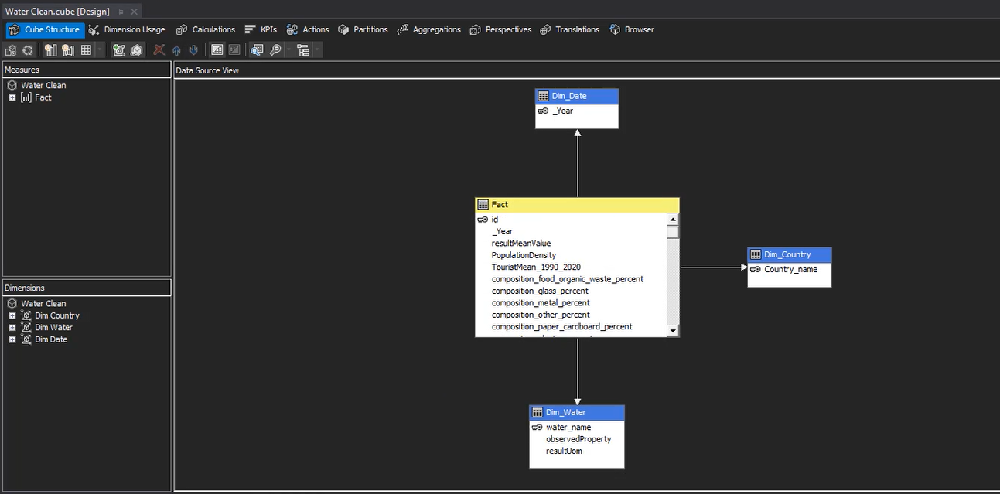 Water Clean.cube [Design]
Cube Structure Dimension Usage Calculations KPIs Actions Partitions Aggregations Perspectives Translations Browser
Measures
Water Clean
Fact
Dimensions
Water Clean
Dim Country
Dim Water
Dim Date
Data Source View
Dim_Date
_Year
Fact
id
_Year
resultMeanValue
PopulationDensity
TouristMean_1990_2020
composition_food_organic_waste_percent
composition_glass_percent
composition_metal_percent
composition_other_percent
composition_paper_cardboard_percent
Dim_Country
Country_name
Dim_Water
water_name
observedProperty
resultUom